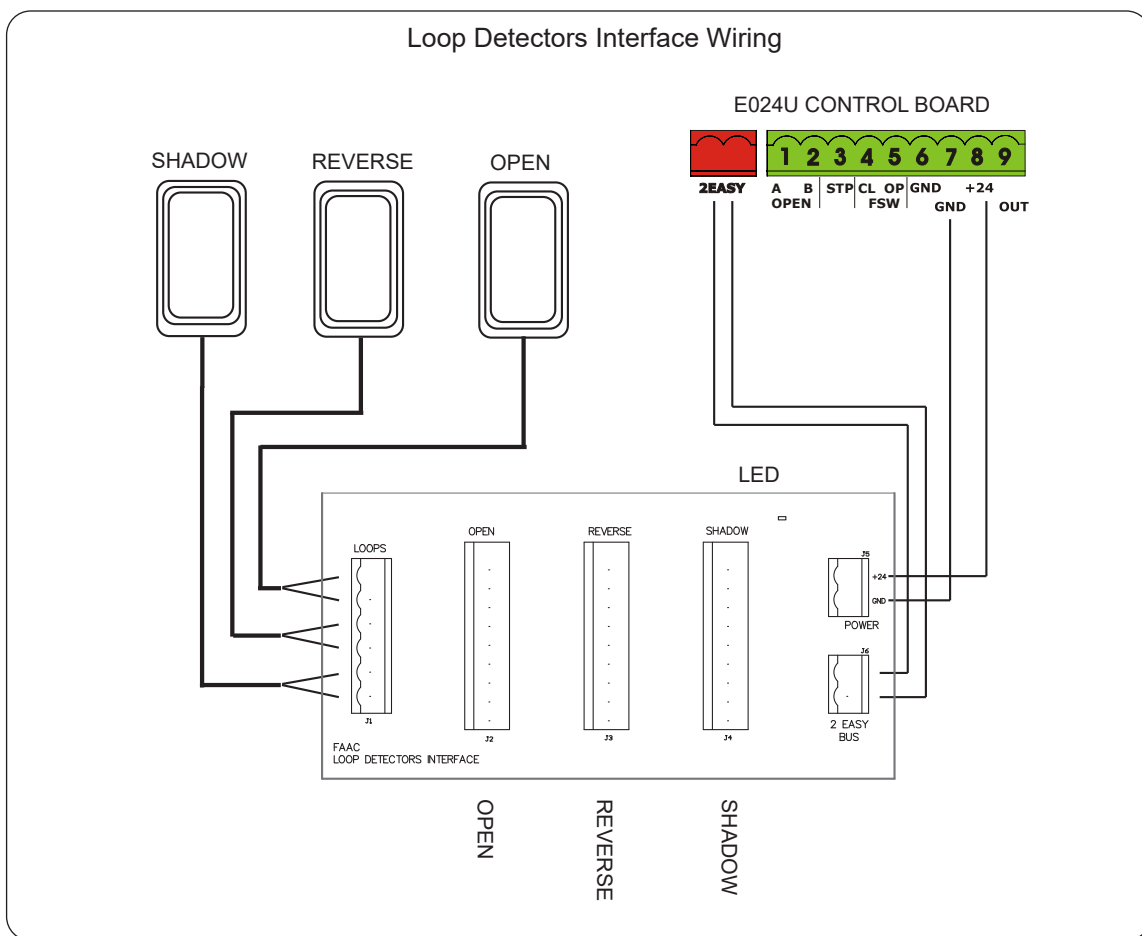 Loop Detectors Interface Wiring
E024U CONTROL BOARD
SHADOW
REVERSE
OPEN
1 2 3 4 5 6 7 8 9
2EASY
A B STP CL OP GND +24
OPEN FSW GND OUT
LED
OPEN
REVERSE
SHADOW
LOOPS
J5
+24
GND
POWER
J6
2 EASY
BUS
J1
J2
J3
J4
FAAC
LOOP DETECTORS INTERFACE
OPEN
REVERSE
SHADOW